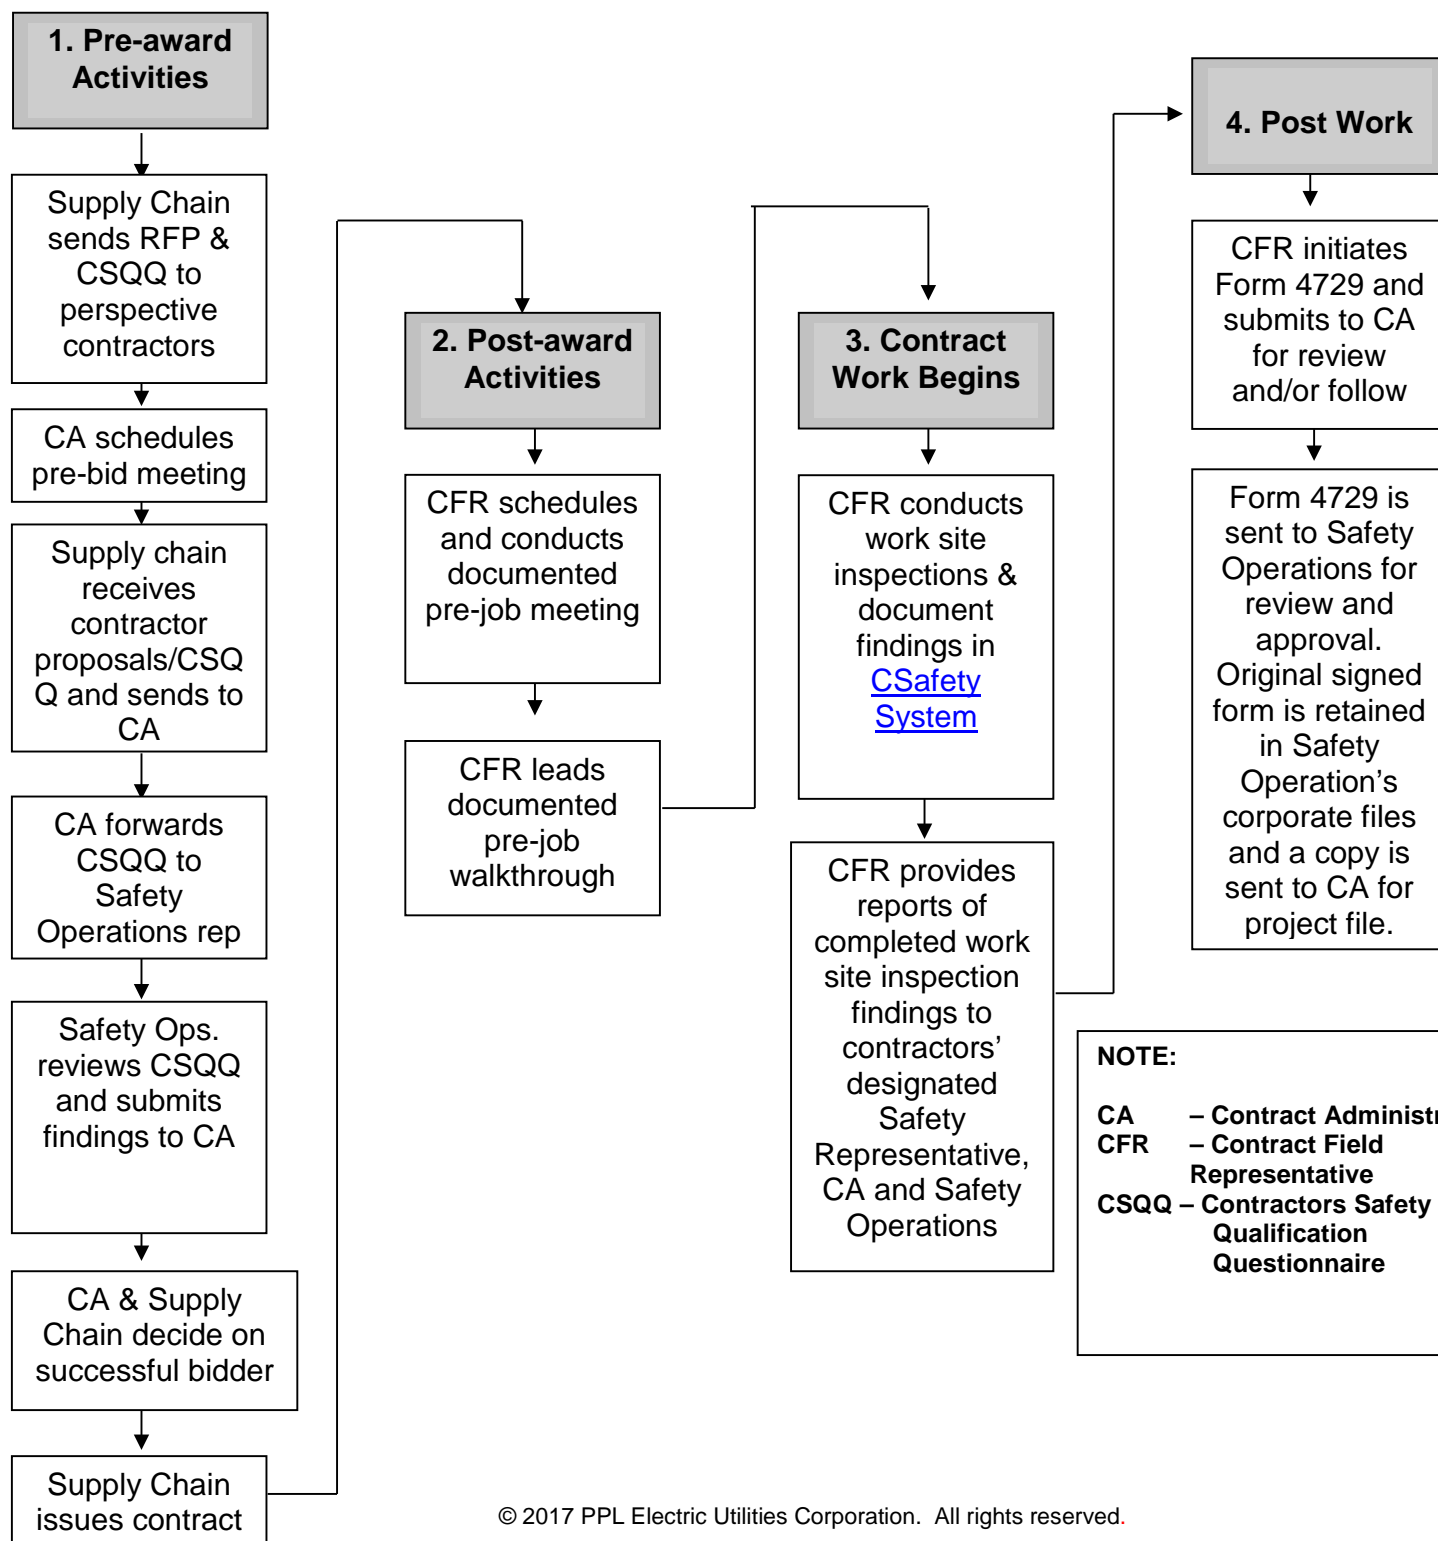 1. Pre-award
Activities
Supply Chain
sends RFP &
CSQQ to
perspective
contractors
CA schedules
pre-bid meeting
Supply chain
receives
contractor
proposals/CSQ
Q and sends to
CA
CA forwards
CSQQ to
Safety
Operations rep
Safety Ops.
reviews CSQQ
and submits
findings to CA
CA & Supply
Chain decide on
successful bidder
Supply Chain
issues contract
2. Post-award
Activities
CFR schedules
and conducts
documented
pre-job meeting
CFR leads
documented
pre-job
walkthrough
3. Contract
Work Begins
CFR conducts
work site
inspections &
document
findings in
CSafety
System
CFR provides
reports of
completed work
site inspection
findings to
contractors’
designated
Safety
Representative,
CA and Safety
Operations
4. Post Work
CFR initiates
Form 4729 and
submits to CA
for review
and/or follow
Form 4729 is
sent to Safety
Operations for
review and
approval.
Original signed
form is retained
in Safety
Operation’s
corporate files
and a copy is
sent to CA for
project file.
NOTE:
CA – Contract Administr
CFR – Contract Field
Representative
CSQQ – Contractors Safety
Qualification
Questionnaire
© 2017 PPL Electric Utilities Corporation. All rights reserved.